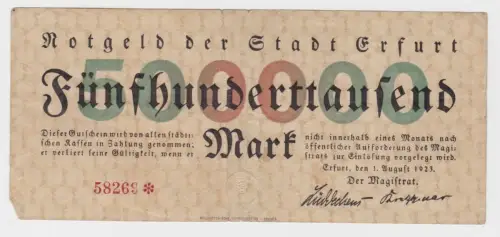 Notgeld der Stadt Erfurt
500000
Fünfhunderttausend
Mark
Dieser Gutschein wird von allen städti-
schen Kassen in Zahlung genommen;
er verliert seine Gültigkeit, wenn er
nicht innerhalb eines Monats nach
öffentlicher Aufforderung des Magi-
strats zur Einlösung vorgelegt wird.
Erfurt, den 1. August 1923.
Der Magistrat.
58269 *